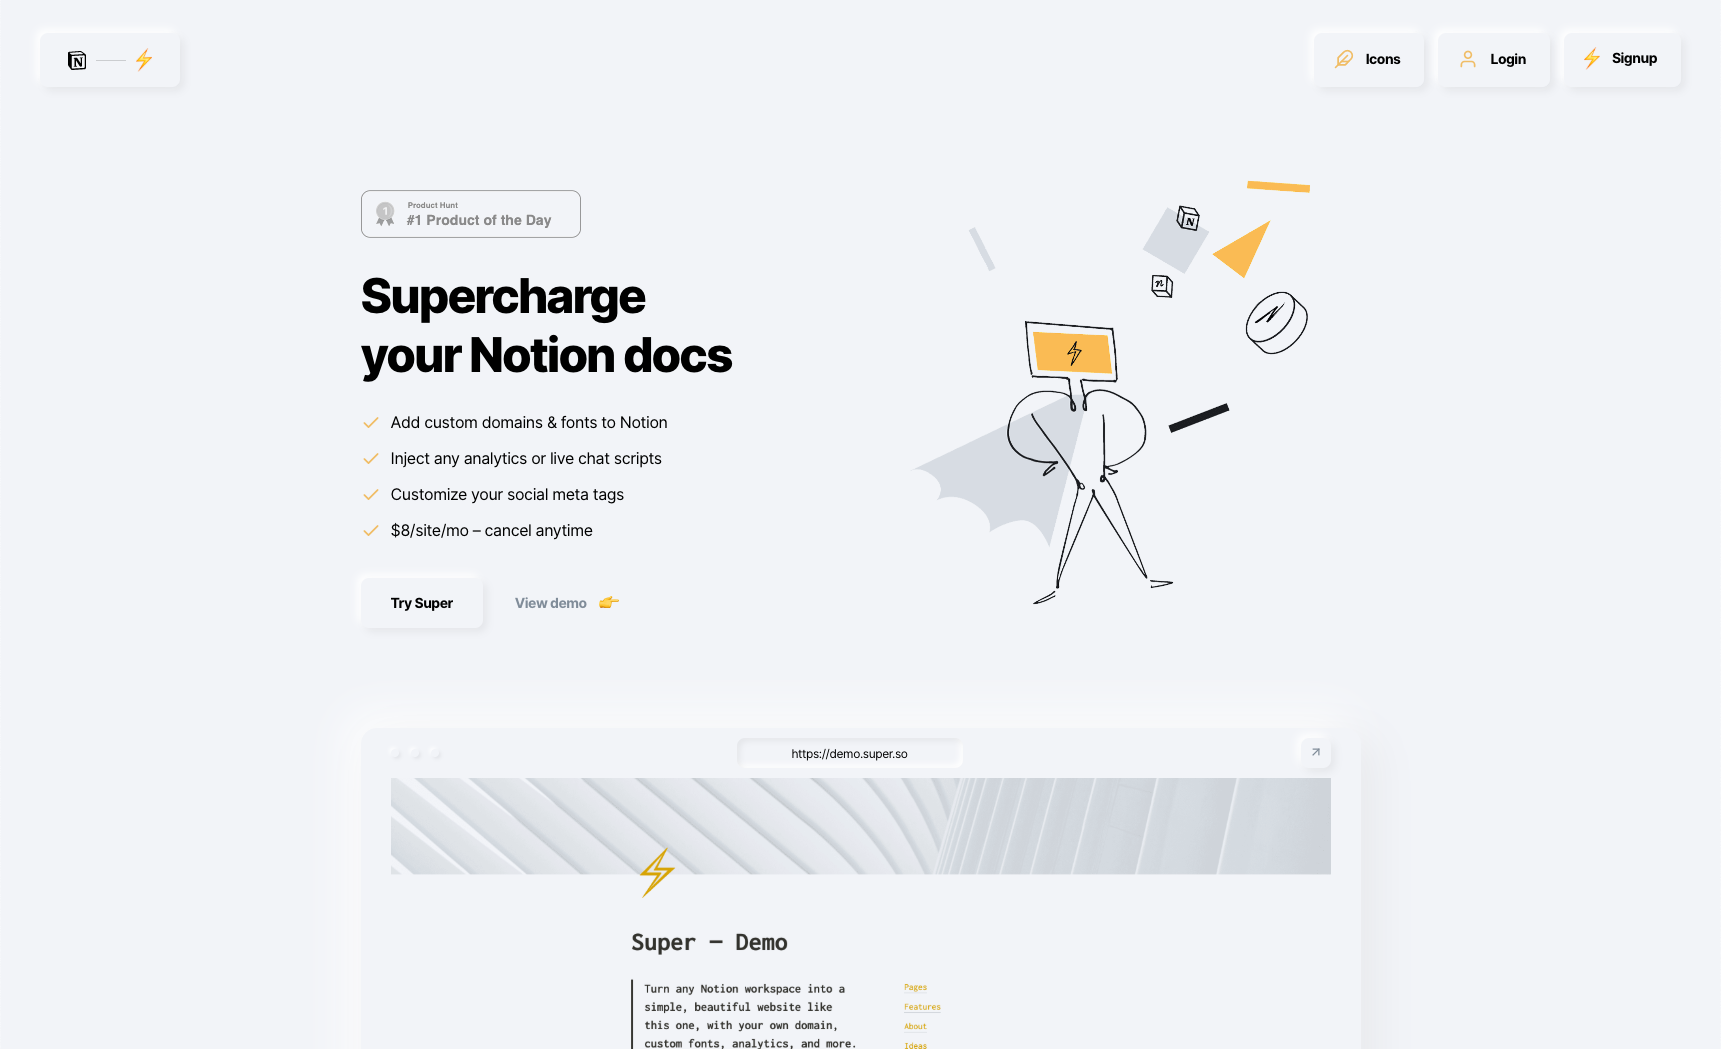 N
Icons
Login
Signup
1
Product Hunt
#1 Product of the Day
Supercharge
your Notion docs
Add custom domains & fonts to Notion
Inject any analytics or live chat scripts
Customize your social meta tags
$8/site/mo – cancel anytime
Try Super
View demo
N
n
N
https://demo.super.so
Super — Demo
Turn any Notion workspace into a
simple, beautiful website like
this one, with your own domain,
custom fonts, analytics, and more.
Pages
Features
About
Ideas